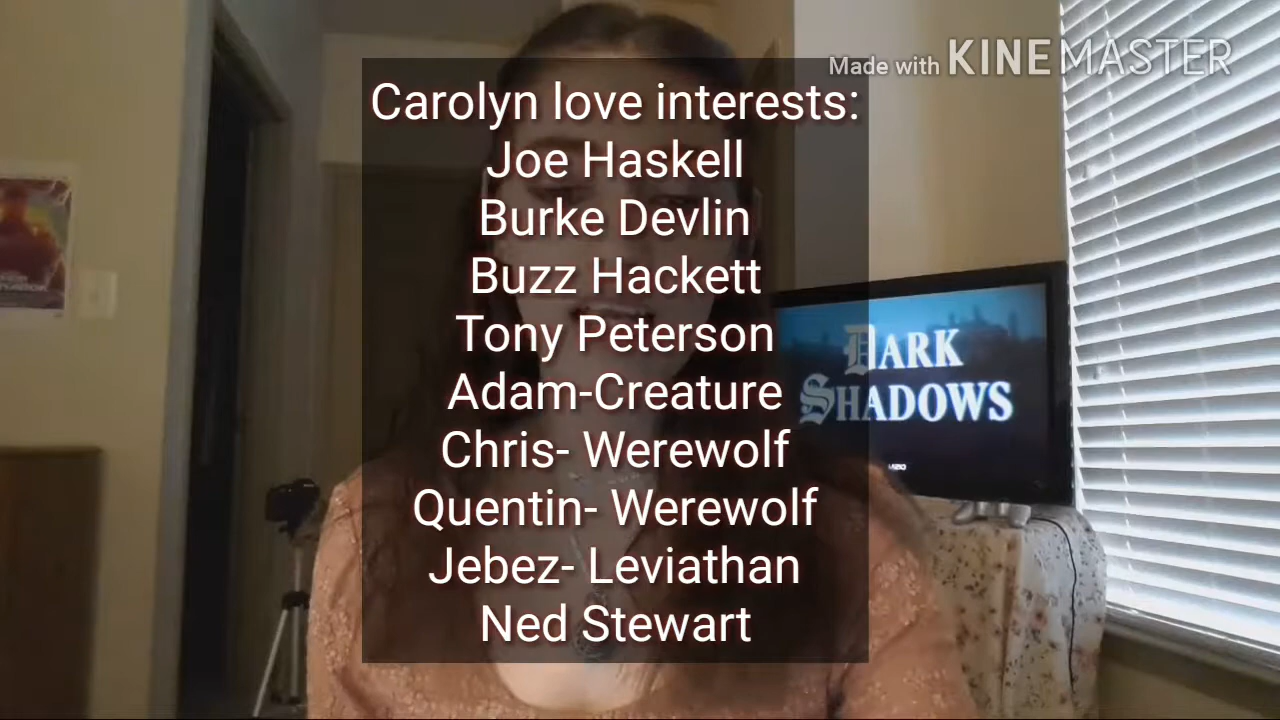 Made with KINEMASTER
Carolyn love interests:
Joe Haskell
Burke Devlin
Buzz Hackett
Tony Peterson
Adam-Creature
Chris- Werewolf
Quentin- Werewolf
Jebez- Leviathan
Ned Stewart
DARK
SHADOWS
VIZIO